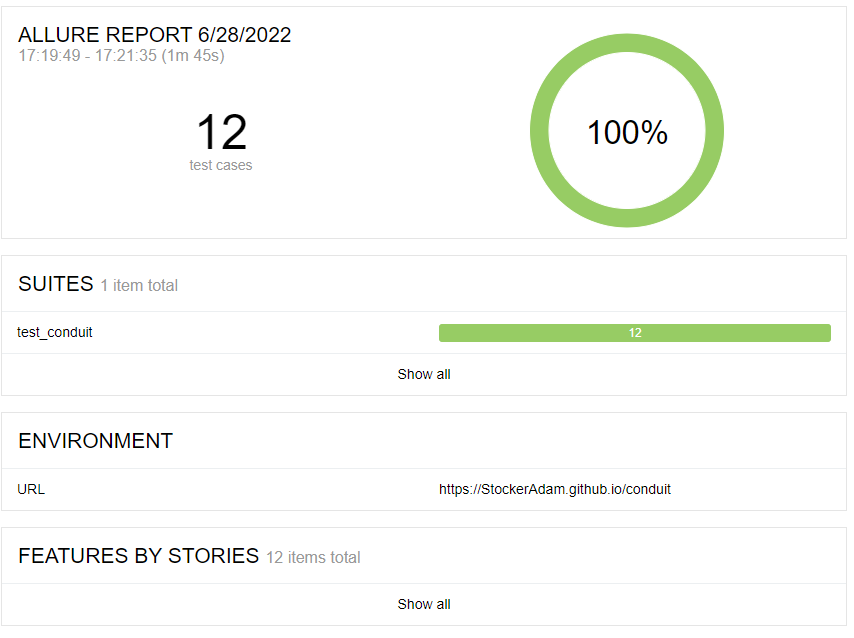 ALLURE REPORT 6/28/2022
17:19:49 - 17:21:35 (1m 45s)
12
test cases
100%
SUITES 1 item total
test_conduit 12
Show all
ENVIRONMENT
URL https://StockerAdam.github.io/conduit
FEATURES BY STORIES 12 items total
Show all